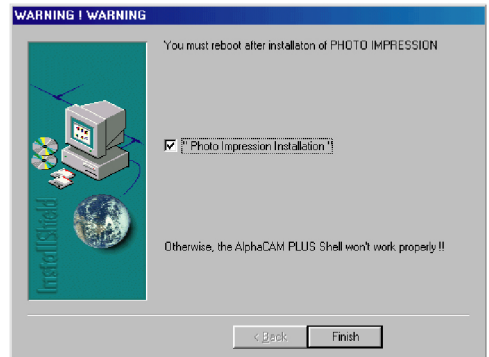 WARNING ! WARNING
You must reboot after installaton of PHOTO IMPRESSION
" Photo Impression Installation "
InstallShield
Otherwise, the AlphaCAM PLUS Shell won't work properly !!
< Back
Finish